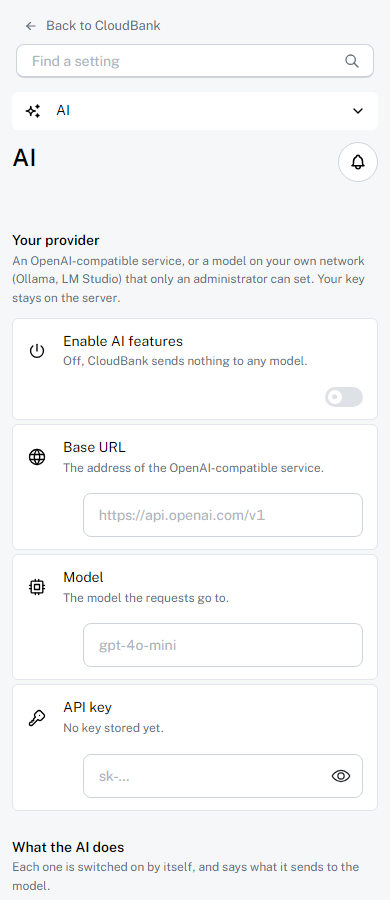 Back to CloudBank
Find a setting
AI
AI
Your provider
An OpenAI-compatible service, or a model on your own network
(Ollama, LM Studio) that only an administrator can set. Your key
stays on the server.
Enable AI features
Off, CloudBank sends nothing to any model.
Base URL
The address of the OpenAI-compatible service.
https://api.openai.com/v1
Model
The model the requests go to.
gpt-4o-mini
API key
No key stored yet.
sk-...
What the AI does
Each one is switched on by itself, and says what it sends to the
model.